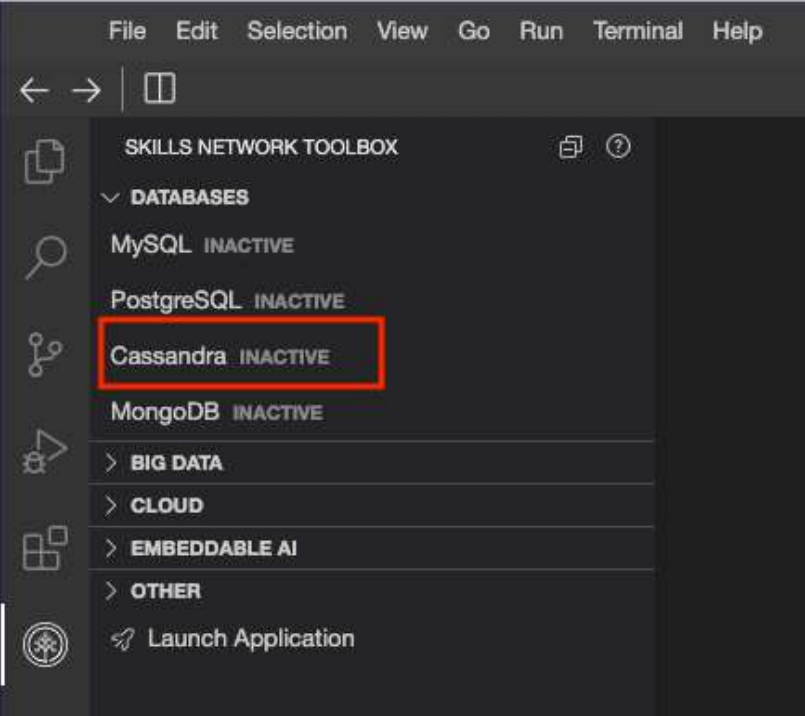 File Edit Selection View Go Run Terminal Help
SKILLS NETWORK TOOLBOX
DATABASES
MySQL INACTIVE
PostgreSQL INACTIVE
Cassandra INACTIVE
MongoDB INACTIVE
BIG DATA
CLOUD
EMBEDDABLE AI
OTHER
Launch Application